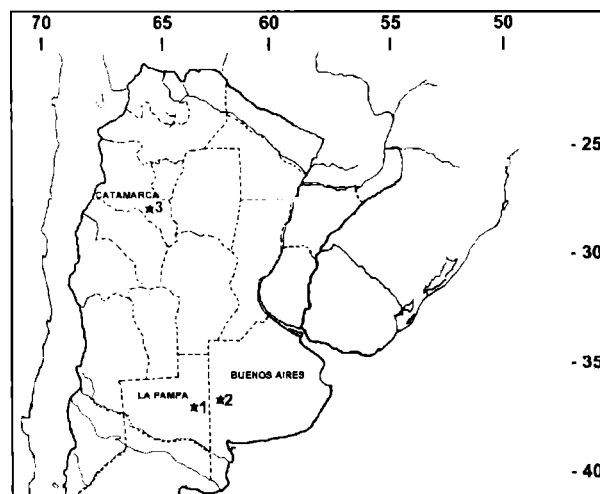 70 65 60 55 50
- 25
CATAMARCA
★3
- 30
- 35
BUENOS AIRES
LA PAMPA
★1 ★2
- 40